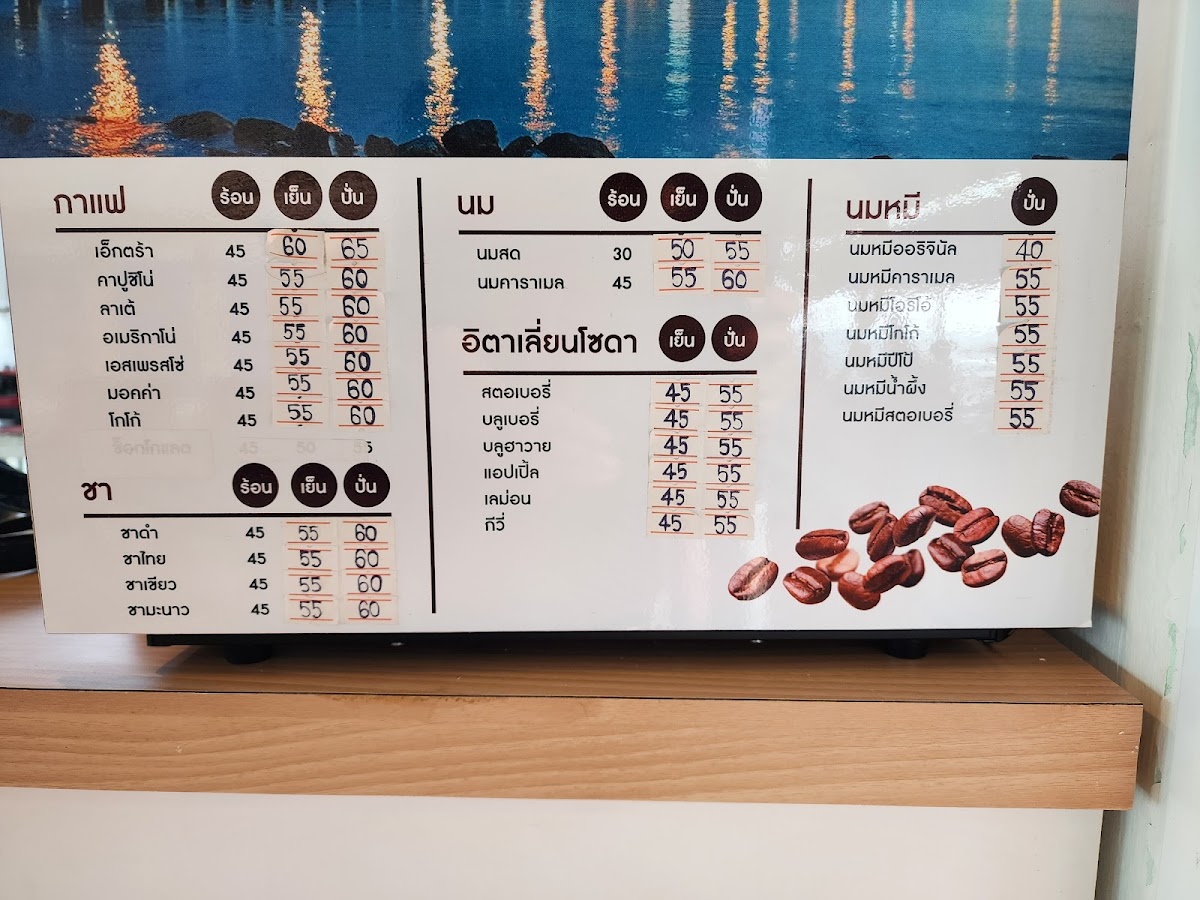 กาแฟ ร้อน เย็น ปั่น
เอ็กตร้า 45 60 65
คาปูชิโน่ 45 55 60
ลาเต้ 45 55 60
อเมริกาโน่ 45 55 60
เอสเพรสโซ่ 45 55 60
มอคค่า 45 55 60
โกโก้ 45 55 60
ช็อกโกแลต 45 50 55
ชา ร้อน เย็น ปั่น
ชาดำ 45 55 60
ชาไทย 45 55 60
ชาเขียว 45 55 60
ชามะนาว 45 55 60
นม ร้อน เย็น ปั่น
นมสด 30 50 55
นมคาราเมล 45 55 60
อิตาเลี่ยนโซดา เย็น ปั่น
สตอเบอรี่ 45 55
บลูเบอรี่ 45 55
บลูฮาวาย 45 55
แอปเปิ้ล 45 55
เลม่อน 45 55
กีวี่ 45 55
นมหมี ปั่น
นมหมีออริจินัล 40
นมหมีคาราเมล 55
นมหมีโอริโอ้ 55
นมหมีโกโก้ 55
นมหมีปีโป้ 55
นมหมีน้ำผึ้ง 55
นมหมีสตอเบอรี่ 55